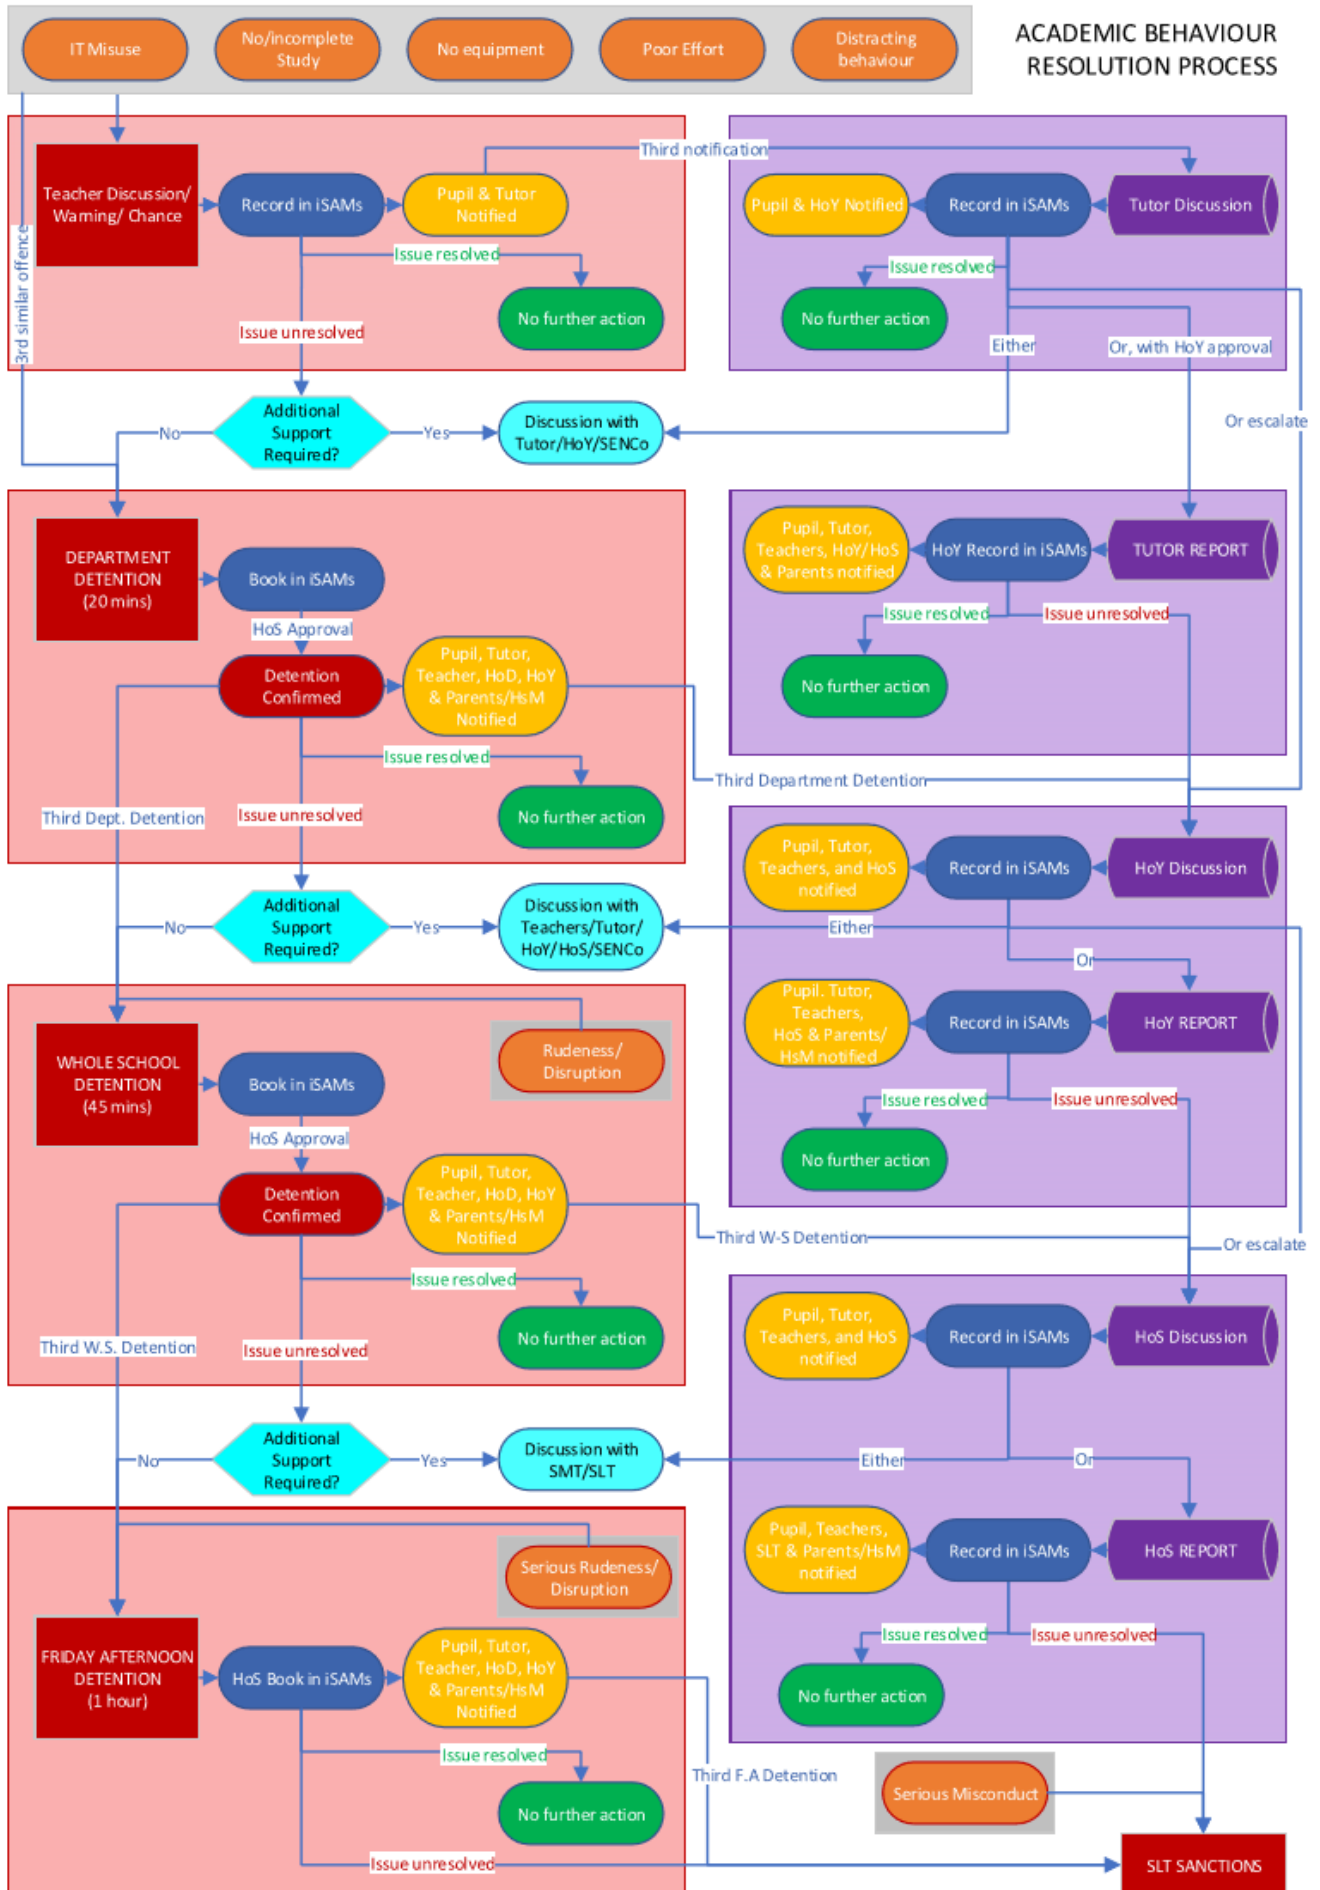 ACADEMIC BEHAVIOUR
RESOLUTION PROCESS
IT Misuse
No/incomplete
Study
No equipment
Poor Effort
Distracting
behaviour
3rd similar offence
Teacher Discussion/
Warning/ Chance
Record in iSAMs
Pupil & Tutor
Notified
Third notification
Issue resolved
No further action
Issue unresolved
Pupil & HoY Notified
Record in iSAMs
Tutor Discussion
Issue resolved
No further action
Either
Or, with HoY approval
Or escalate
Additional
Support
Required?
No
Yes
Discussion with
Tutor/HoY/SENCo
DEPARTMENT
DETENTION
(20 mins)
Book in iSAMs
HoS Approval
Detention
Confirmed
Pupil, Tutor,
Teacher, HoD, HoY
& Parents/HsM
Notified
Issue resolved
No further action
Third Dept. Detention
Issue unresolved
Pupil, Tutor,
Teachers, HoY/HoS
& Parents notified
HoY Record in iSAMs
TUTOR REPORT
Issue resolved
Issue unresolved
No further action
Third Department Detention
Additional
Support
Required?
No
Yes
Discussion with
Teachers/Tutor/
HoY/HoS/SENCo
Pupil, Tutor,
Teachers, and HoS
notified
Record in iSAMs
HoY Discussion
Either
Or
Pupil. Tutor,
Teachers,
HoS & Parents/
HsM notified
Record in iSAMs
HoY REPORT
Issue resolved
Issue unresolved
No further action
Or escalate
WHOLE SCHOOL
DETENTION
(45 mins)
Book in iSAMs
Rudeness/
Disruption
HoS Approval
Detention
Confirmed
Pupil, Tutor,
Teacher, HoD, HoY
& Parents/HsM
Notified
Third W-S Detention
Issue resolved
No further action
Third W.S. Detention
Issue unresolved
Pupil, Tutor,
Teachers, and HoS
notified
Record in iSAMs
HoS Discussion
Additional
Support
Required?
No
Yes
Discussion with
SMT/SLT
Either
Or
Serious Rudeness/
Disruption
Pupil, Teachers,
SLT & Parents/HsM
notified
Record in iSAMs
HoS REPORT
Issue resolved
Issue unresolved
No further action
FRIDAY AFTERNOON
DETENTION
(1 hour)
HoS Book in iSAMs
Pupil, Tutor,
Teacher, HoD, HoY
& Parents/HsM
Notified
Issue resolved
No further action
Third F.A Detention
Serious Misconduct
Issue unresolved
SLT SANCTIONS